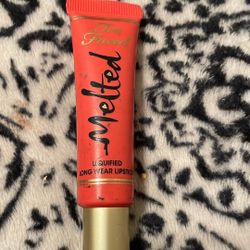 Too
Faced
Melted
LIQUIFIED
LONG WEAR LIPSTICK